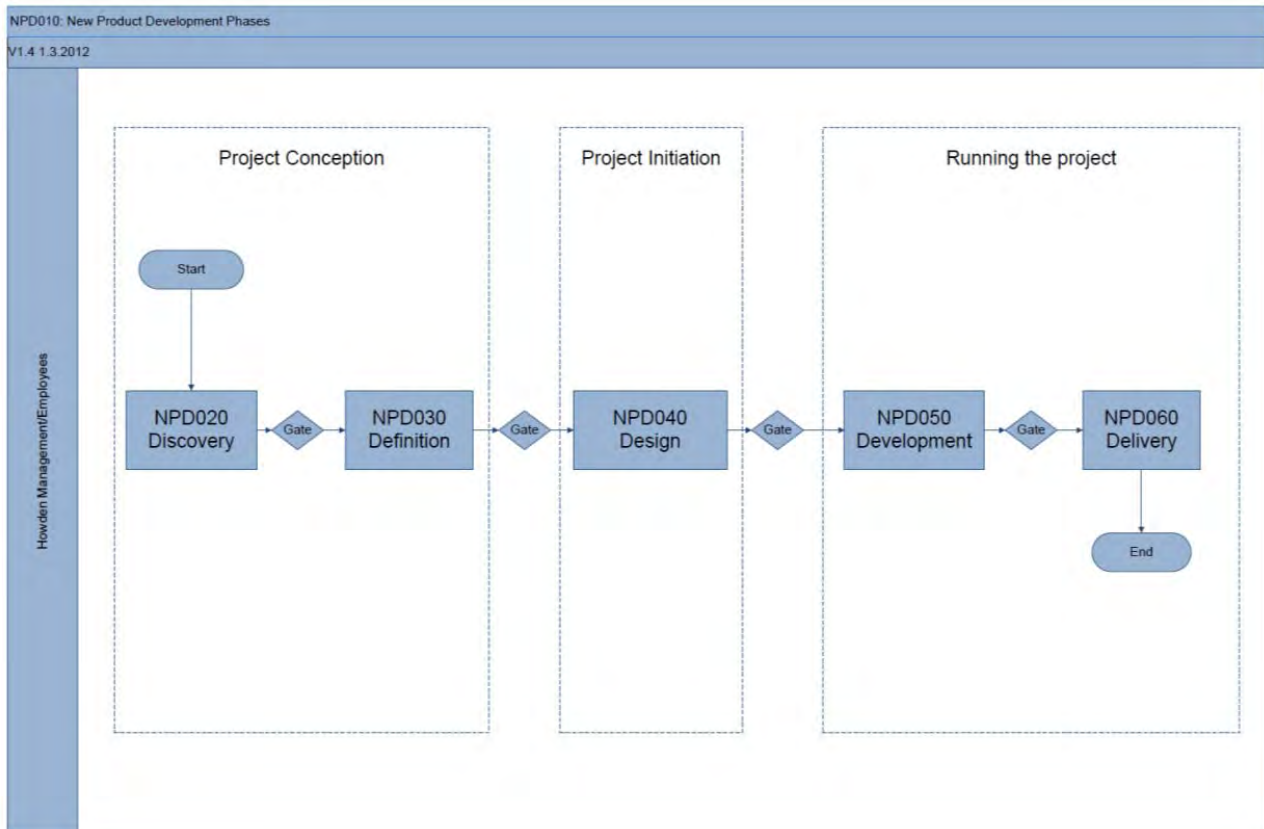 NPD010: New Product Development Phases
V1.4 1.3.2012
Howden Management/Employees
Project Conception
Project Initiation
Running the project
Start
NPD020
Discovery
Gate
NPD030
Definition
Gate
NPD040
Design
Gate
NPD050
Development
Gate
NPD060
Delivery
End